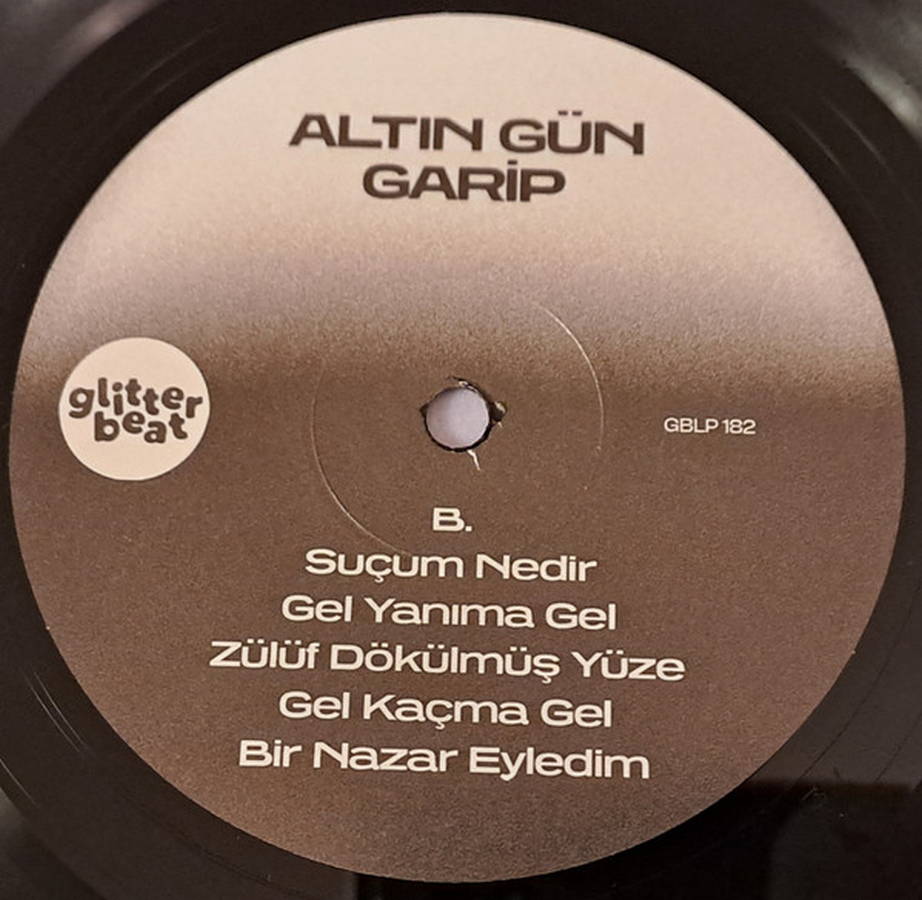 ALTIN GÜN
GARİP
glitter
beat
GBLP 182
B.
Suçum Nedir
Gel Yanıma Gel
Zülüf Dökülmüş Yüze
Gel Kaçma Gel
Bir Nazar Eyledim